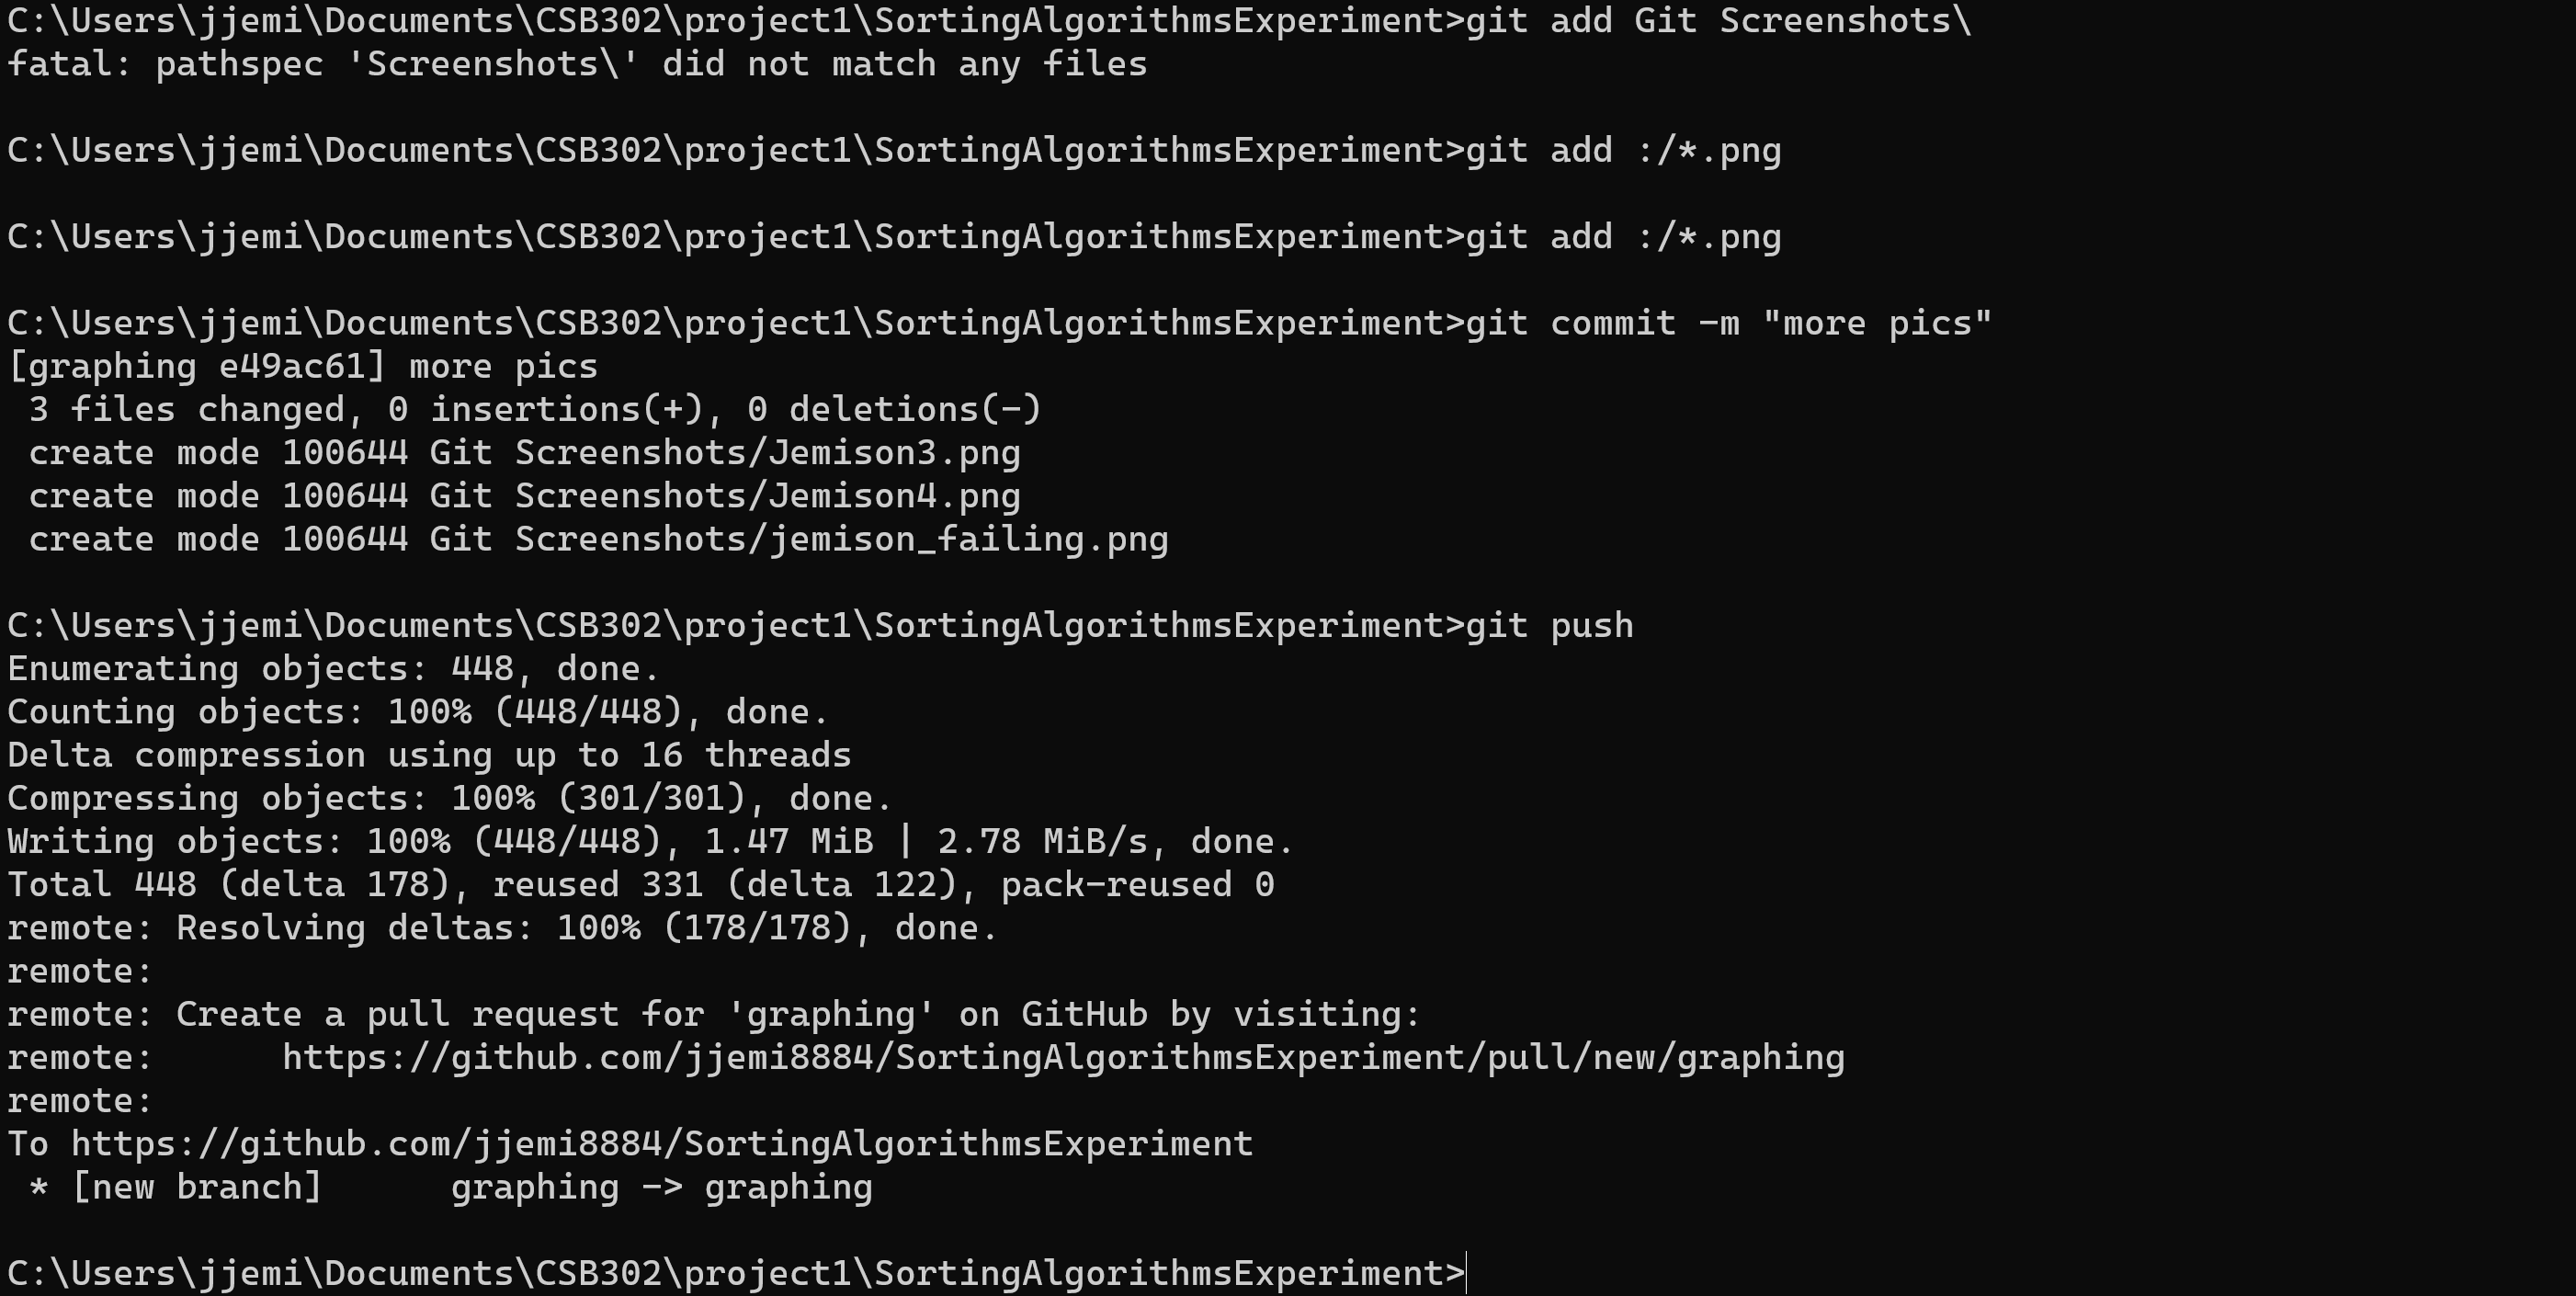 C:\Users\jjemi\Documents\CSB302\project1\SortingAlgorithmsExperiment>git add Git Screenshots\
fatal: pathspec 'Screenshots\' did not match any files
C:\Users\jjemi\Documents\CSB302\project1\SortingAlgorithmsExperiment>git add :/*.png
C:\Users\jjemi\Documents\CSB302\project1\SortingAlgorithmsExperiment>git add :/*.png
C:\Users\jjemi\Documents\CSB302\project1\SortingAlgorithmsExperiment>git commit -m "more pics"
[graphing e49ac61] more pics
 3 files changed, 0 insertions(+), 0 deletions(-)
 create mode 100644 Git Screenshots/Jemison3.png
 create mode 100644 Git Screenshots/Jemison4.png
 create mode 100644 Git Screenshots/jemison_failing.png
C:\Users\jjemi\Documents\CSB302\project1\SortingAlgorithmsExperiment>git push
Enumerating objects: 448, done.
Counting objects: 100% (448/448), done.
Delta compression using up to 16 threads
Compressing objects: 100% (301/301), done.
Writing objects: 100% (448/448), 1.47 MiB | 2.78 MiB/s, done.
Total 448 (delta 178), reused 331 (delta 122), pack-reused 0
remote: Resolving deltas: 100% (178/178), done.
remote:
remote: Create a pull request for 'graphing' on GitHub by visiting:
remote:      https://github.com/jjemi8884/SortingAlgorithmsExperiment/pull/new/graphing
remote:
To https://github.com/jjemi8884/SortingAlgorithmsExperiment
 * [new branch]      graphing -> graphing
C:\Users\jjemi\Documents\CSB302\project1\SortingAlgorithmsExperiment>